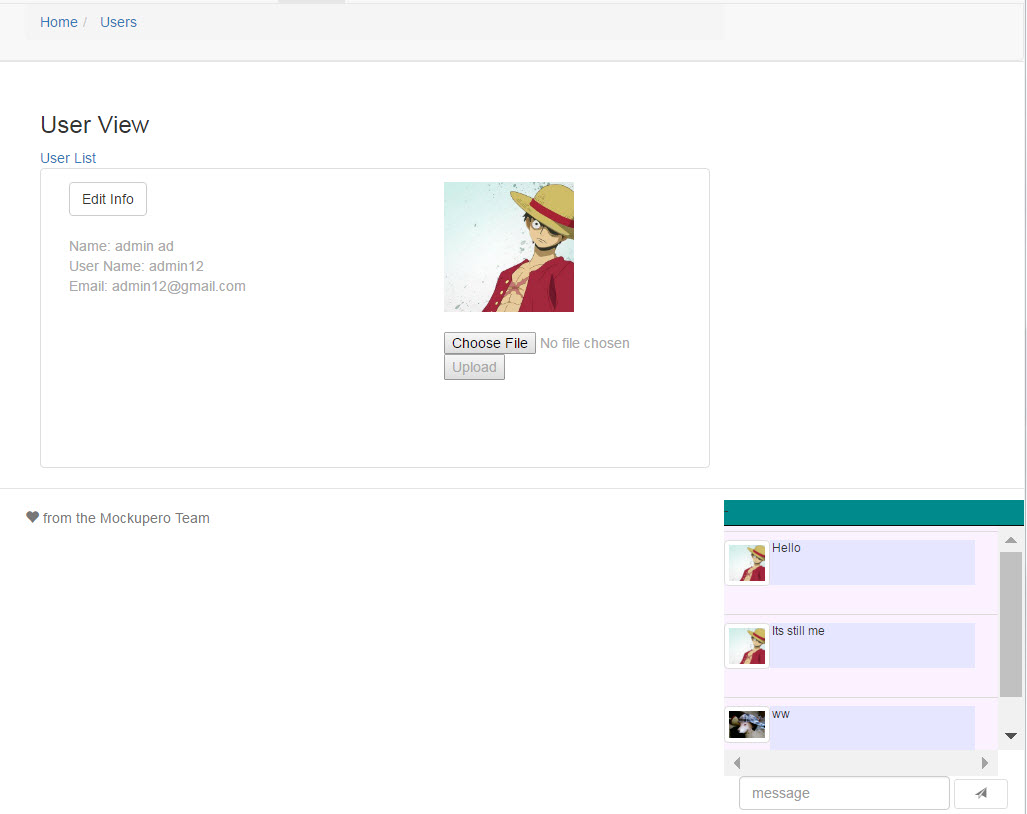 Home / Users
User View
User List
Edit Info
Name: admin ad
User Name: admin12
Email: admin12@gmail.com
Choose File No file chosen
Upload
from the Mockupero Team
-
Hello
Its still me
ww
message